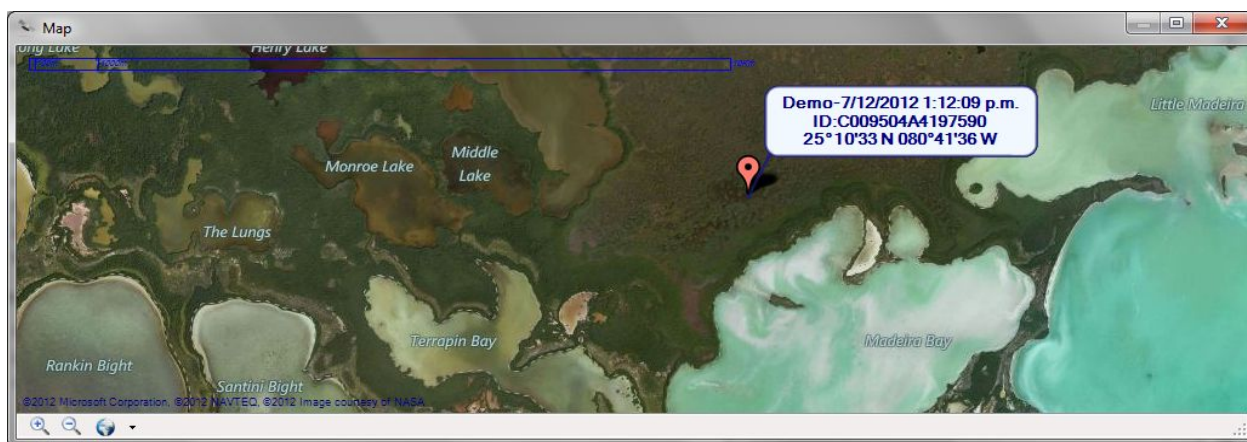 Map
ong Lake
Henry Lake
Demo-7/12/2012 1:12:09 p.m.
ID:C009504A4197590
25°10'33 N 080°41'36 W
Little Madeira
Monroe Lake
Middle
Lake
The Lungs
Terrapin Bay
Madeira Bay
Rankin Bight
Santini Bight
©2012 Microsoft Corporation, ©2012 NAVTEQ, ©2012 Image courtesy of NASA